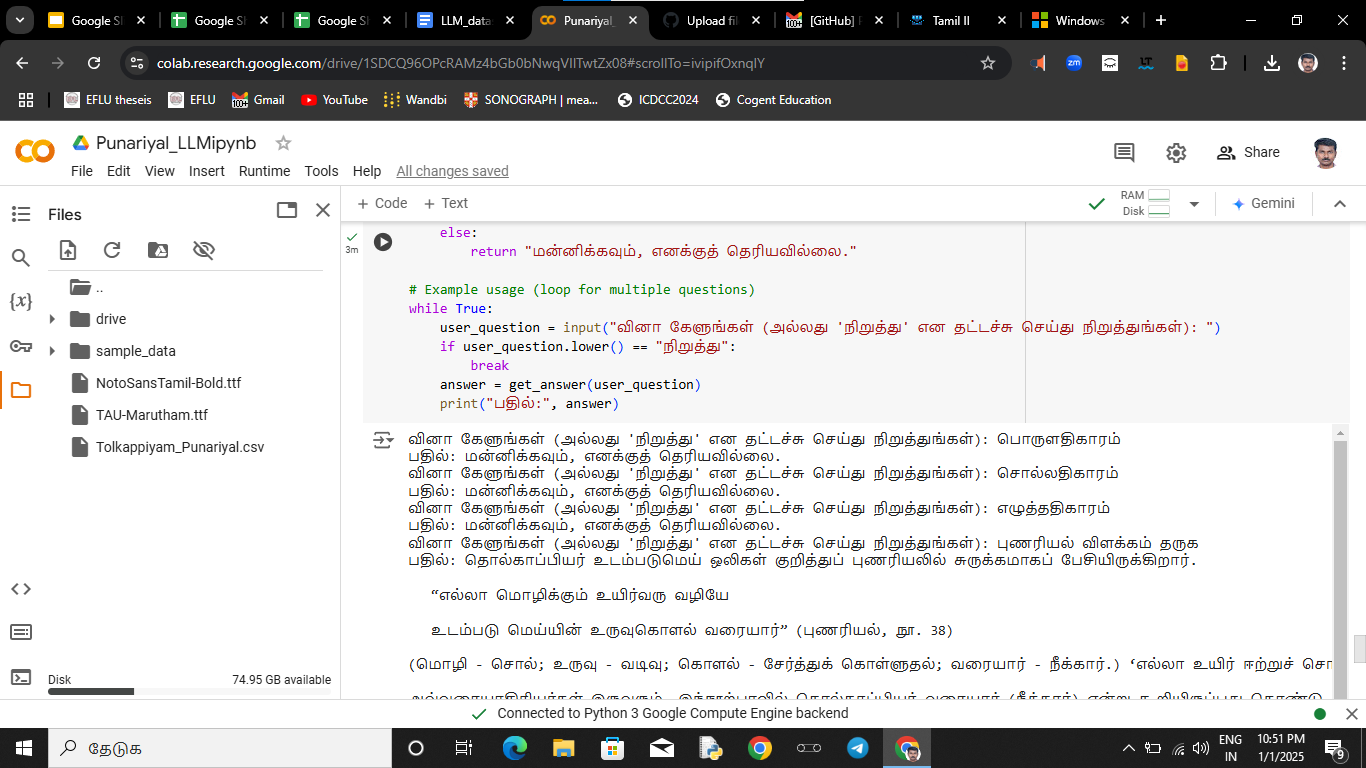 Google Sl
Google Sh
Google Sh
LLM_data
Punariyal_
Upload fil
[GitHub] F
Tamil II
Windows
colab.research.google.com/drive/1SDCQ96OPcRAMz4bGb0bNwqVIITwtZx08#scrollTo=ivipifOxnqlY
EFLU theseis
EFLU
Gmail
YouTube
Wandbi
SONOGRAPH | mea...
ICDCC2024
Cogent Education
Punariyal_LLMipynb
File Edit View Insert Runtime Tools Help All changes saved
Share
Files
+ Code + Text
RAM
Disk
Gemini
..
drive
sample_data
NotoSansTamil-Bold.ttf
TAU-Marutham.ttf
Tolkappiyam_Punariyal.csv
Disk 74.95 GB available
3m
else:
return "மன்னிக்கவும், எனக்குத் தெரியவில்லை."
# Example usage (loop for multiple questions)
while True:
user_question = input("வினா கேளுங்கள் (அல்லது 'நிறுத்து' என தட்டச்சு செய்து நிறுத்துங்கள்): ")
if user_question.lower() == "நிறுத்து":
break
answer = get_answer(user_question)
print("பதில்:", answer)
வினா கேளுங்கள் (அல்லது 'நிறுத்து' என தட்டச்சு செய்து நிறுத்துங்கள்): பொருளதிகாரம்
பதில்: மன்னிக்கவும், எனக்குத் தெரியவில்லை.
வினா கேளுங்கள் (அல்லது 'நிறுத்து' என தட்டச்சு செய்து நிறுத்துங்கள்): சொல்லதிகாரம்
பதில்: மன்னிக்கவும், எனக்குத் தெரியவில்லை.
வினா கேளுங்கள் (அல்லது 'நிறுத்து' என தட்டச்சு செய்து நிறுத்துங்கள்): எழுத்ததிகாரம்
பதில்: மன்னிக்கவும், எனக்குத் தெரியவில்லை.
வினா கேளுங்கள் (அல்லது 'நிறுத்து' என தட்டச்சு செய்து நிறுத்துங்கள்): புணரியல் விளக்கம் தருக
பதில்: தொல்காப்பியர் உடம்படுமெய் ஒலிகள் குறித்துப் புணரியலில் சுருக்கமாகப் பேசியிருக்கிறார்.
“எல்லா மொழிக்கும் உயிர்வரு வழியே
உடம்படு மெய்யின் உருவுகொளல் வரையார்” (புணரியல், நூ. 38)
(மொழி - சொல்; உருவு - வடிவு; கொளல் - சேர்த்துக் கொள்ளுதல்; வரையார் - நீக்கார்.) ‘எல்லா உயிர் ஈற்றுச்
Connected to Python 3 Google Compute Engine backend
தேடுக
ENG
IN
10:51 PM
1/1/2025
9